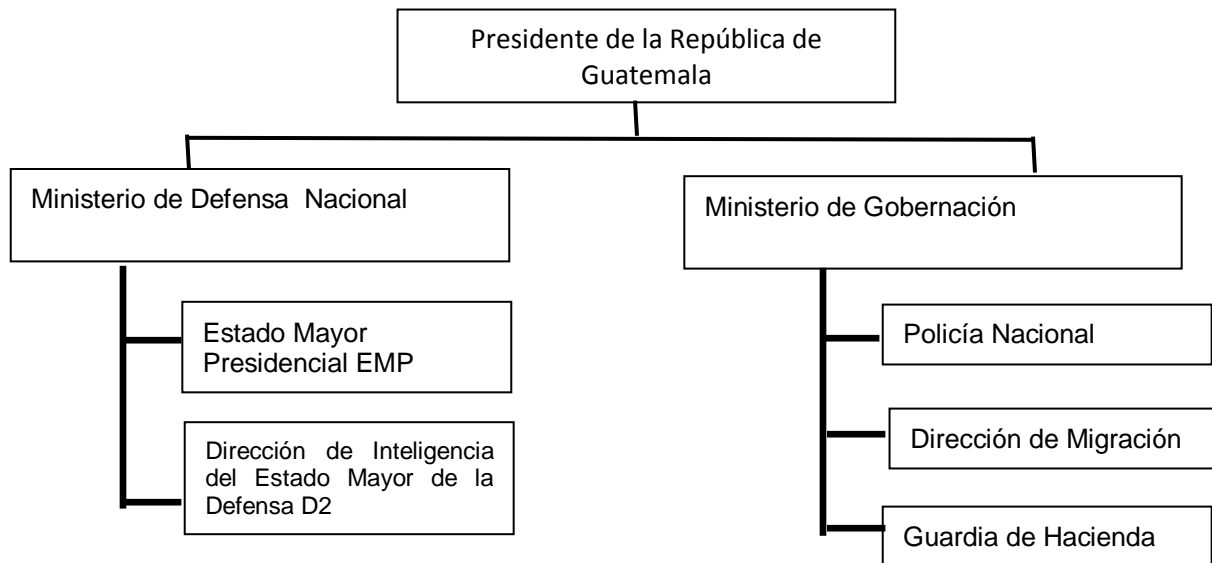 Presidente de la República de
Guatemala
Ministerio de Defensa Nacional
Ministerio de Gobernación
Estado Mayor
Presidencial EMP
Policía Nacional
Dirección de Inteligencia
del Estado Mayor de la
Defensa D2
Dirección de Migración
Guardia de Hacienda